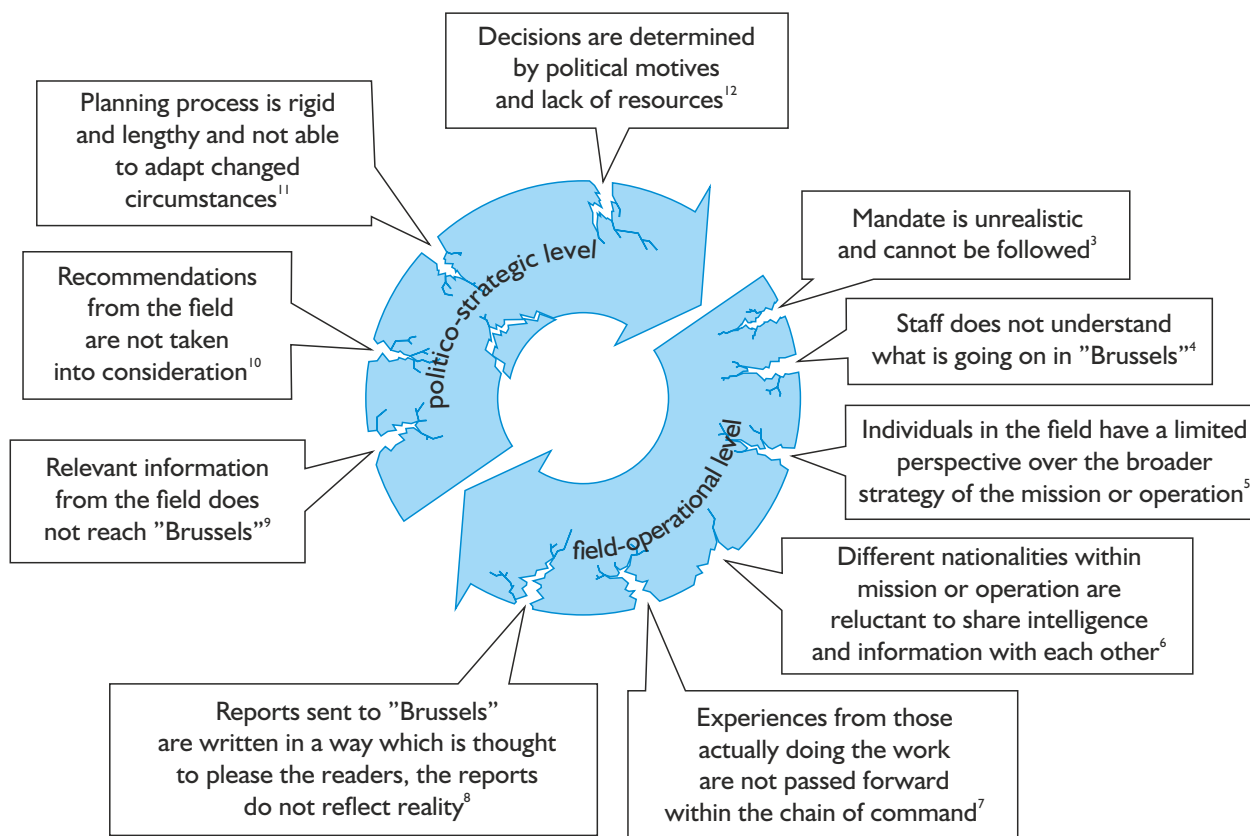 Decisions are determined
by political motives
and lack of resources¹²
Planning process is rigid
and lengthy and not able
to adapt changed
circumstances¹¹
Mandate is unrealistic
and cannot be followed³
Recommendations
from the field
are not taken
into consideration¹⁰
politico-strategic level
Staff does not understand
what is going on in ”Brussels”⁴
Individuals in the field have a limited
perspective over the broader
strategy of the mission or operation⁵
Relevant information
from the field does
not reach ”Brussels”⁹
field-operational level
Different nationalities within
mission or operation are
reluctant to share intelligence
and information with each other⁶
Reports sent to ”Brussels”
are written in a way which is thought
to please the readers, the reports
do not reflect reality⁸
Experiences from those
actually doing the work
are not passed forward
within the chain of command⁷